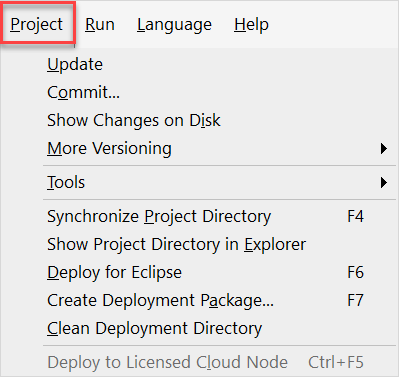 Project Run Language Help
Update
Commit...
Show Changes on Disk
More Versioning
Tools
Synchronize Project Directory F4
Show Project Directory in Explorer
Deploy for Eclipse F6
Create Deployment Package... F7
Clean Deployment Directory
Deploy to Licensed Cloud Node Ctrl+F5